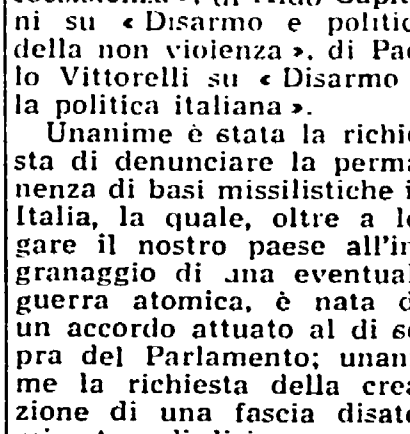 ni su « Disarmo e politic
della non violenza », di Pao
lo Vittorelli su « Disarmo
la politica italiana ».
Unanime è stata la richie
sta di denunciare la perma
nenza di basi missilistiche i
Italia, la quale, oltre a le
gare il nostro paese all'in
granaggio di una eventual
guerra atomica, è nata d
un accordo attuato al di so
pra del Parlamento; unani
me la richiesta della crea
zione di una fascia disato